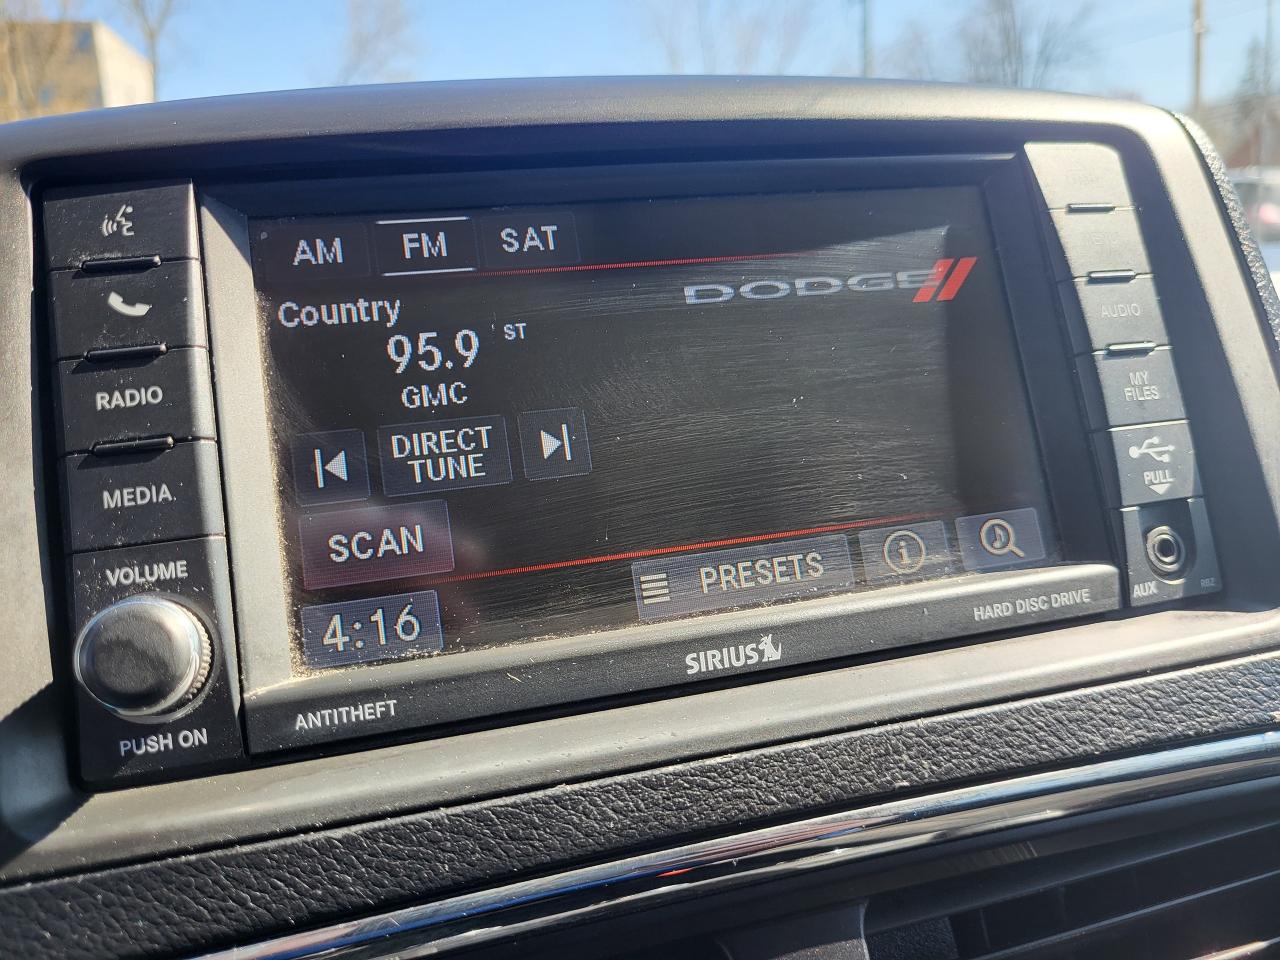 AM FM SAT
Country
95.9 ST
GMC
DIRECT
TUNE
SCAN
PRESETS
4:16
DODGE
RADIO
MEDIA
VOLUME
PUSH ON
ANTITHEFT
SIRIUS
HARD DISC DRIVE
AUDIO
MY
FILES
PULL
AUX
RBZ